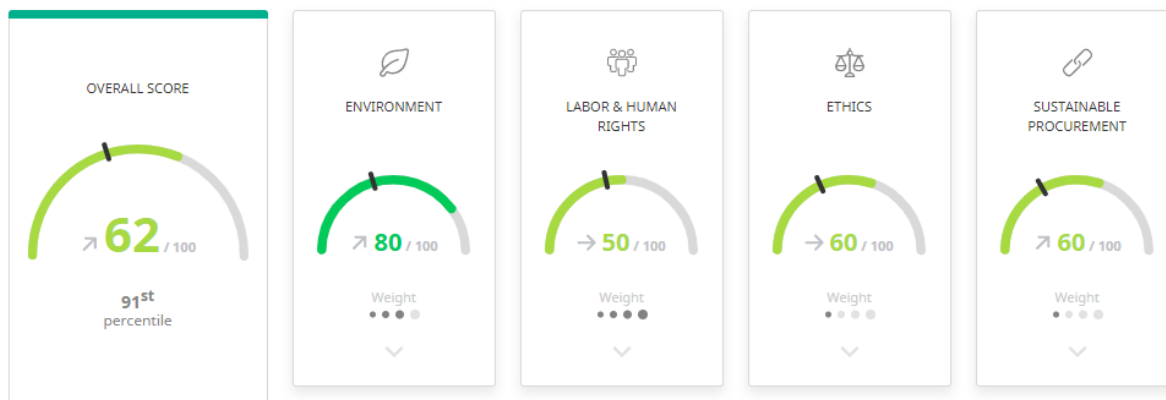 OVERALL SCORE
62 / 100
91st
percentile
ENVIRONMENT
80 / 100
Weight
LABOR & HUMAN
RIGHTS
50 / 100
Weight
ETHICS
60 / 100
Weight
SUSTAINABLE
PROCUREMENT
60 / 100
Weight